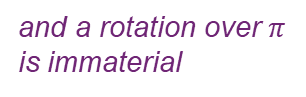 and a rotation over π
is immaterial